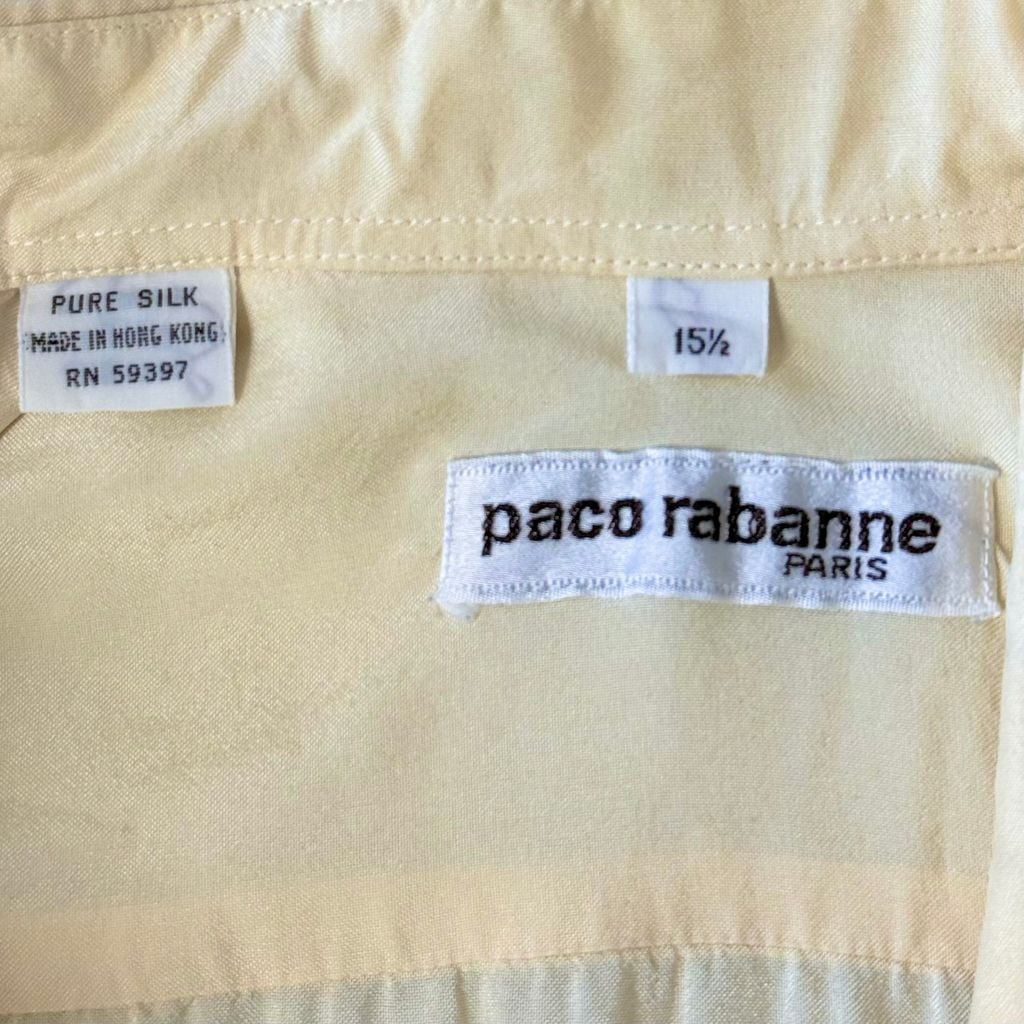 PURE SILK
MADE IN HONG KONG
RN 59397
15½
paco rabanne
PARIS